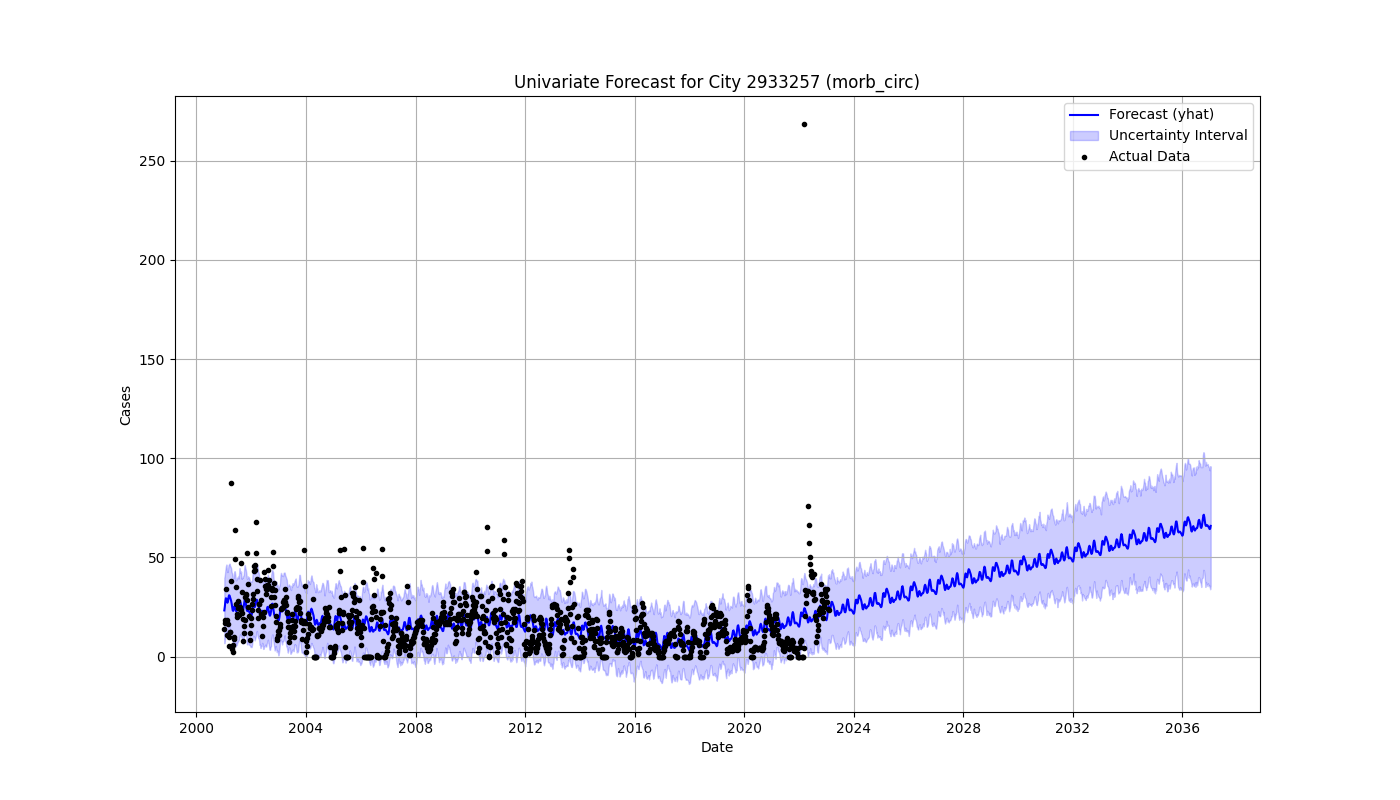 Univariate Forecast for City 2933257 (morb_circ)
Forecast (yhat)
Uncertainty Interval
Actual Data
Cases
250
200
150
100
50
0
2000 2004 2008 2012 2016 2020 2024 2028 2032 2036
Date